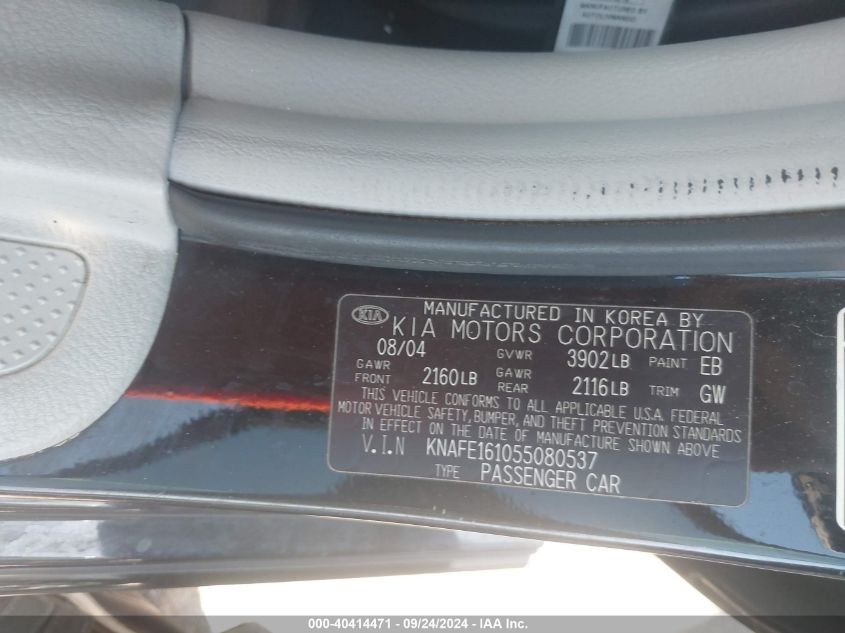 MANUFACTURED BY
KIA
MANUFACTURED IN KOREA BY
KIA MOTORS CORPORATION
08/04 GVWR 3902LB PAINT EB
GAWR FRONT 2160LB GAWR REAR 2116LB TRIM GW
THIS VEHICLE CONFORMS TO ALL APPLICABLE U.S.A. FEDERAL
MOTOR VEHICLE SAFETY, BUMPER, AND THEFT PREVENTION STANDARDS
IN EFFECT ON THE DATE OF MANUFACTURE SHOWN ABOVE
V.I.N KNAFE161055080537
TYPE PASSENGER CAR
000-40414471 - 09/24/2024 - IAA Inc.